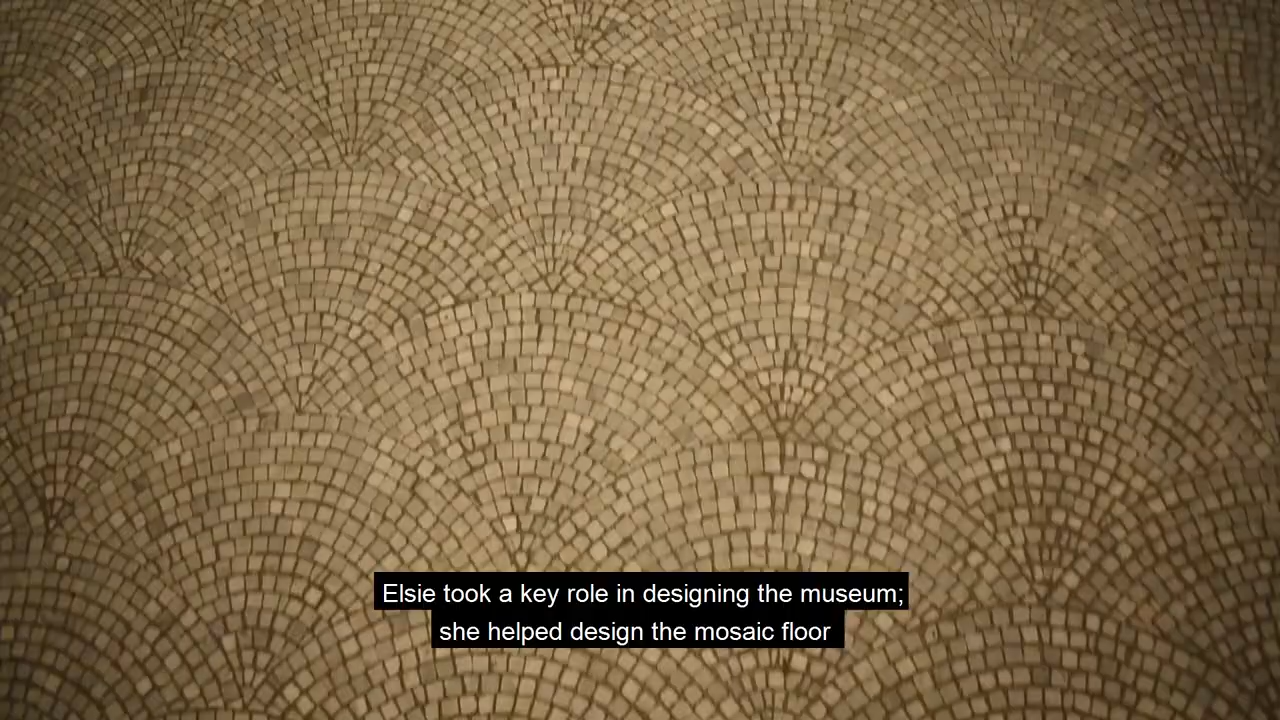 Elsie took a key role in designing the museum;
she helped design the mosaic floor